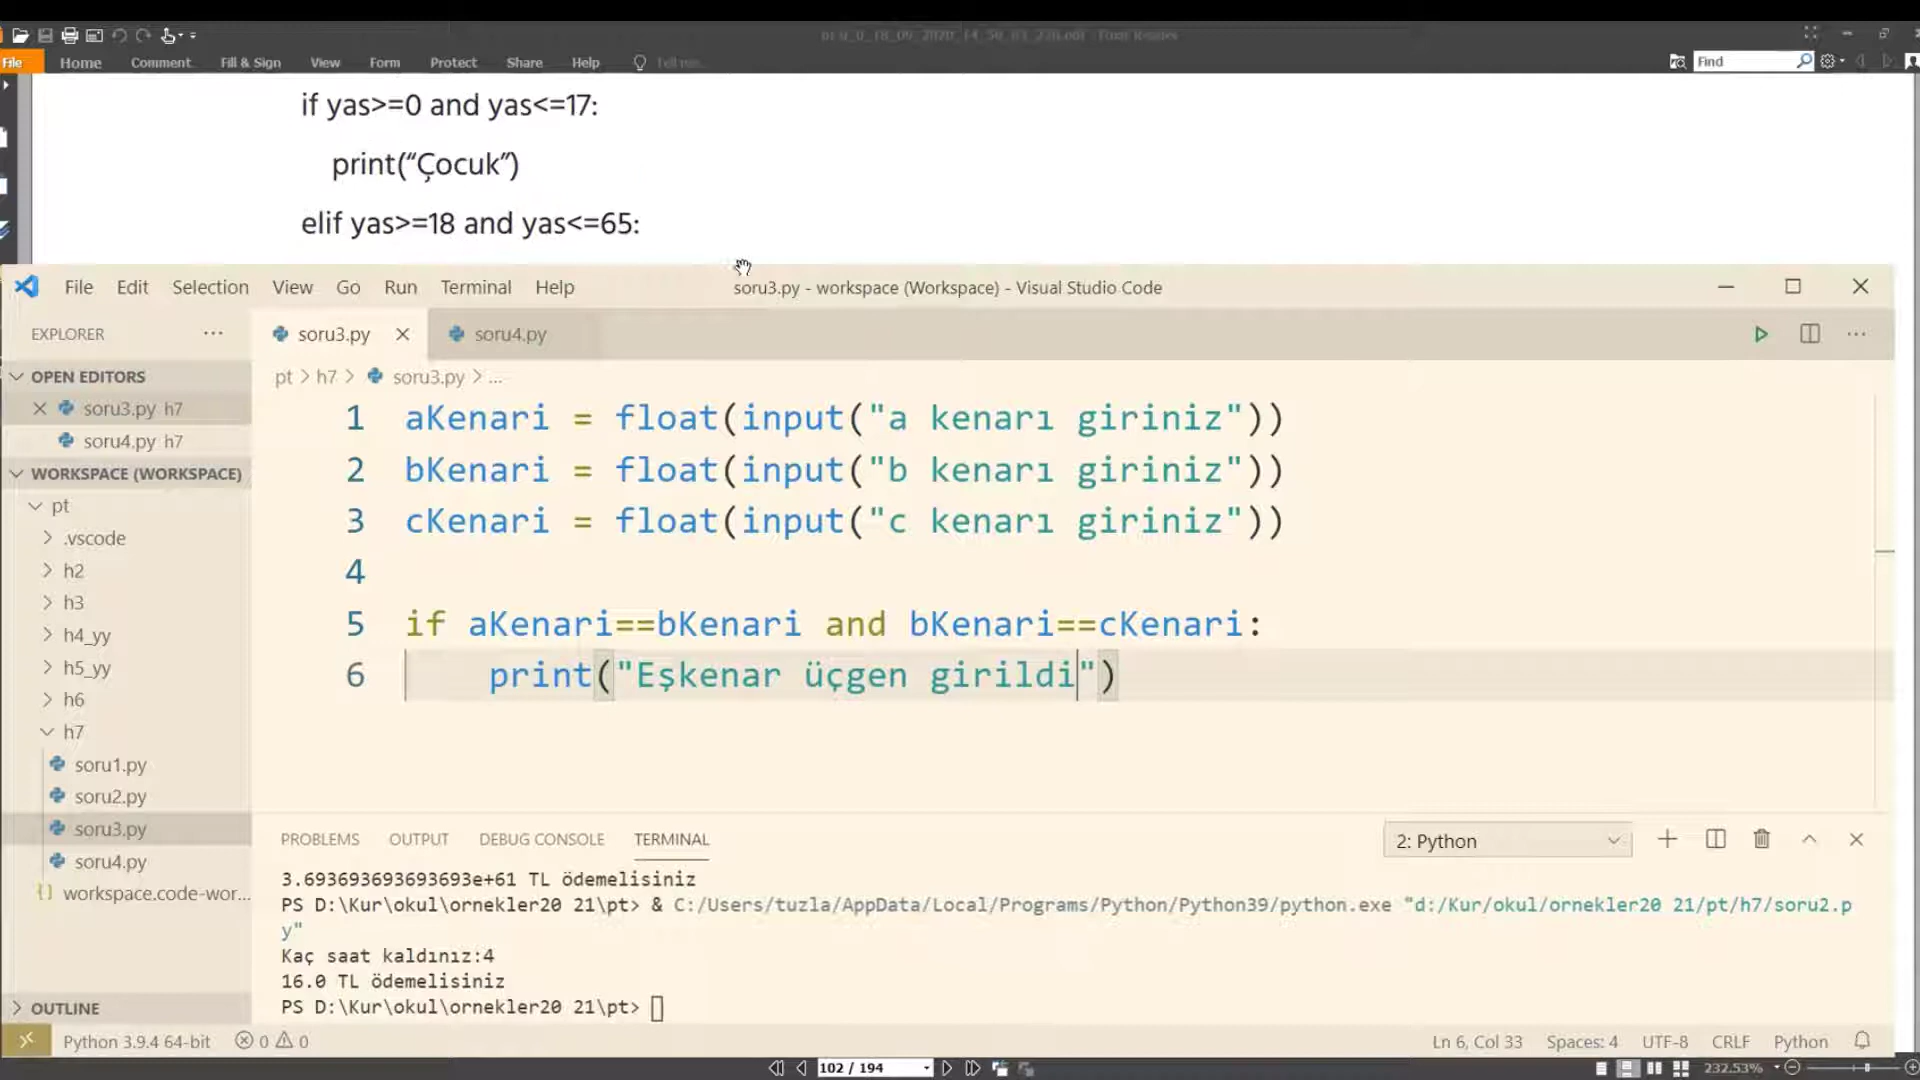 File Home Comment Fill & Sign View Form Protect Share Help Tell me... Find
if yas>=0 and yas<=17:
print(“Çocuk”)
elif yas>=18 and yas<=65:
File Edit Selection View Go Run Terminal Help soru3.py - workspace (Workspace) - Visual Studio Code
EXPLORER ... soru3.py soru4.py ...
OPEN EDITORS
pt > h7 > soru3.py > ...
soru3.py h7
soru4.py h7
WORKSPACE (WORKSPACE)
pt
.vscode
h2
h3
h4_yy
h5_yy
h6
h7
soru1.py
soru2.py
soru3.py
soru4.py
workspace.code-wor...
OUTLINE
1 aKenari = float(input("a kenarı giriniz"))
2 bKenari = float(input("b kenarı giriniz"))
3 cKenari = float(input("c kenarı giriniz"))
4
5 if aKenari==bKenari and bKenari==cKenari:
6 print("Eşkenar üçgen girildi")
PROBLEMS OUTPUT DEBUG CONSOLE TERMINAL 2: Python
3.693693693693693e+61 TL ödemelisiniz
PS D:\Kur\okul\ornekler20 21\pt> & C:/Users/tuzla/AppData/Local/Programs/Python/Python39/python.exe "d:/Kur/okul/ornekler20 21/pt/h7/soru2.p
y"
Kaç saat kaldınız:4
16.0 TL ödemelisiniz
PS D:\Kur\okul\ornekler20 21\pt>
Python 3.9.4 64-bit 0 0 Ln 6, Col 33 Spaces: 4 UTF-8 CRLF Python
102 / 194 232.53%